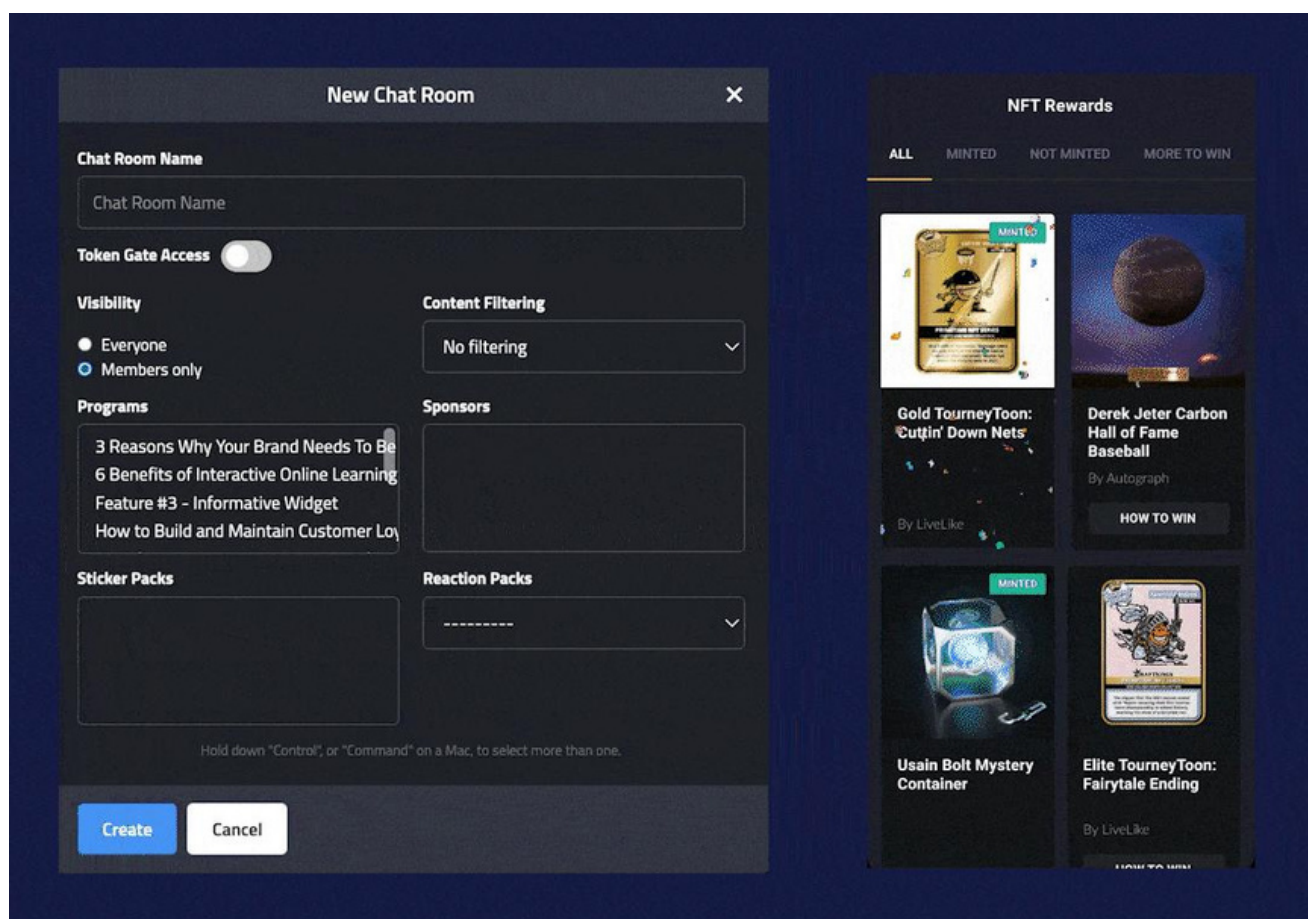 New Chat Room
Chat Room Name
Chat Room Name
Token Gate Access
Visibility
Everyone
Members only
Content Filtering
No filtering
Programs
3 Reasons Why Your Brand Needs To Be
6 Benefits of Interactive Online Learning
Feature #3 - Informative Widget
How to Build and Maintain Customer Loy
Sponsors
Sticker Packs
Reaction Packs
---------
Hold down "Control", or "Command" on a Mac, to select more than one.
Create
Cancel
NFT Rewards
ALL MINTED NOT MINTED MORE TO WIN
MINTED
Gold TourneyToon:
Cuttin' Down Nets
By LiveLike
Derek Jeter Carbon
Hall of Fame
Baseball
By Autograph
HOW TO WIN
MINTED
Usain Bolt Mystery
Container
Elite TourneyToon:
Fairytale Ending
By LiveLike
HOW TO WIN